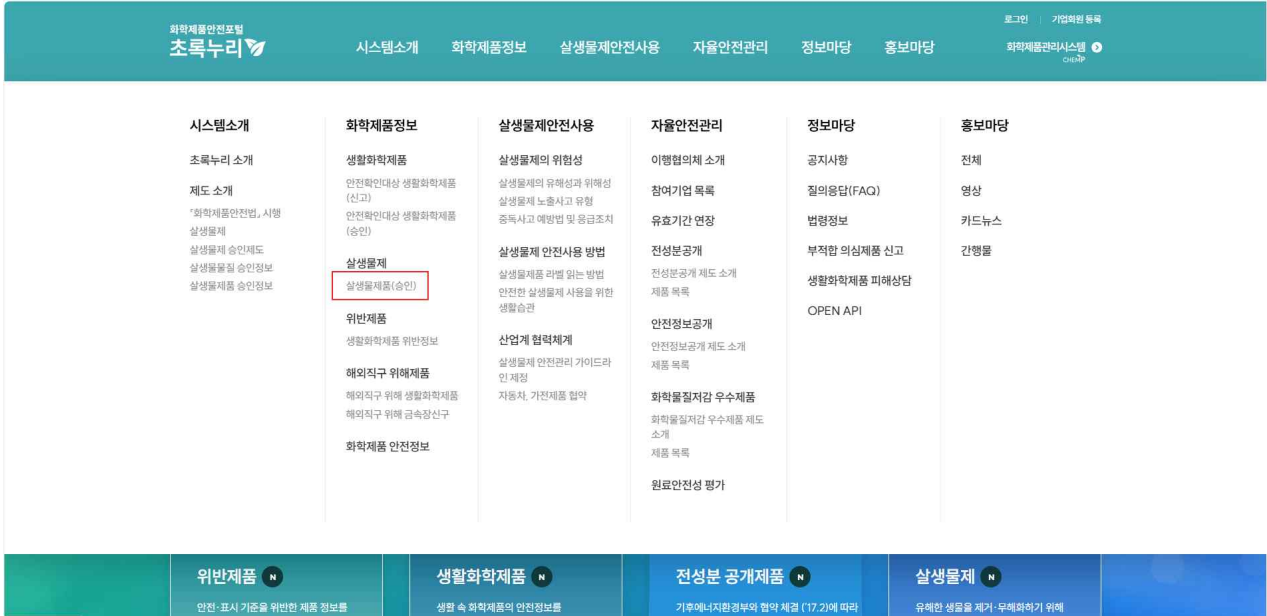 로그인 | 기업회원 등록
화학제품안전포털
초록누리
시스템소개 화학제품정보 살생물제안전사용 자율안전관리 정보마당 홍보마당
화학제품관리시스템
CHEMP
시스템소개
초록누리 소개
제도 소개
「화학제품안전법」 시행
살생물제
살생물제 승인제도
살생물물질 승인정보
살생물제품 승인정보
화학제품정보
생활화학제품
안전확인대상 생활화학제품
(신고)
안전확인대상 생활화학제품
(승인)
살생물제
살생물제품(승인)
위반제품
생활화학제품 위반정보
해외직구 위해제품
해외직구 위해 생활화학제품
해외직구 위해 금속장신구
화학제품 안전정보
살생물제안전사용
살생물제의 위험성
살생물제의 유해성과 위해성
살생물제 노출사고 유형
중독사고 예방법 및 응급조치
살생물제 안전사용 방법
살생물제품 라벨 읽는 방법
안전한 살생물제 사용을 위한
생활습관
산업계 협력체계
살생물제 안전관리 가이드라
인 제정
자동차, 가전제품 협약
자율안전관리
이행협의체 소개
참여기업 목록
유효기간 연장
전성분공개
전성분공개 제도 소개
제품 목록
안전정보공개
안전정보공개 제도 소개
제품 목록
화학물질저감 우수제품
화학물질저감 우수제품 제도
소개
제품 목록
원료안전성 평가
정보마당
공지사항
질의응답(FAQ)
법령정보
부적합 의심제품 신고
생활화학제품 피해상담
OPEN API
홍보마당
전체
영상
카드뉴스
간행물
위반제품 N
안전·표시 기준을 위반한 제품 정보를
생활화학제품 N
생활 속 화학제품의 안전정보를
전성분 공개제품 N
기후에너지환경부와 협약 체결 ('17.2)에 따라
살생물제 N
유해한 생물을 제거·무해화하기 위해